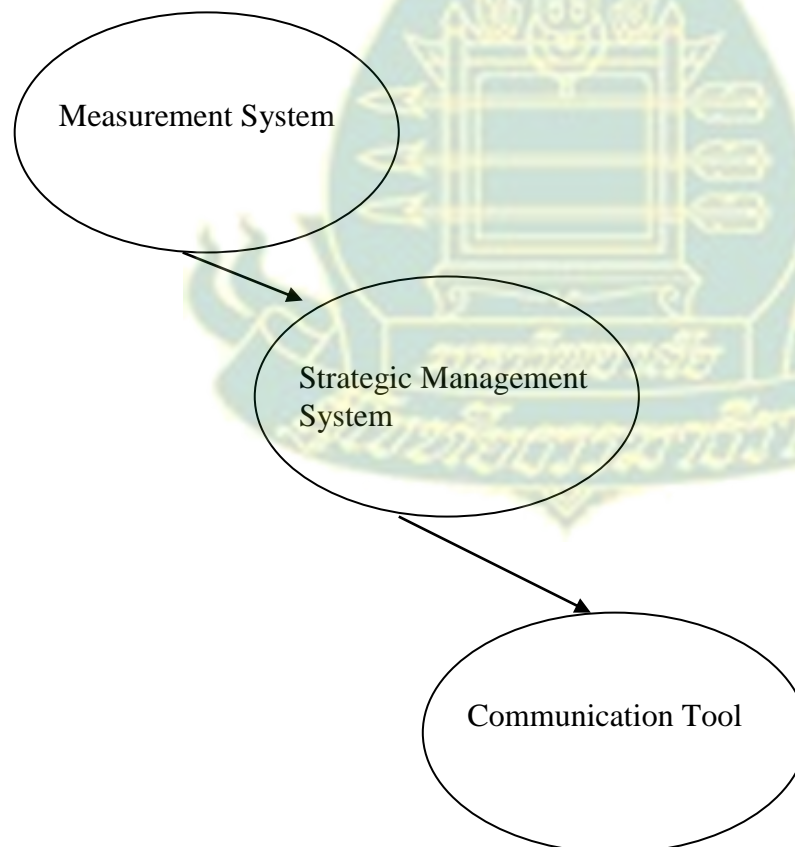 Measurement System
Strategic Management
System
Communication Tool